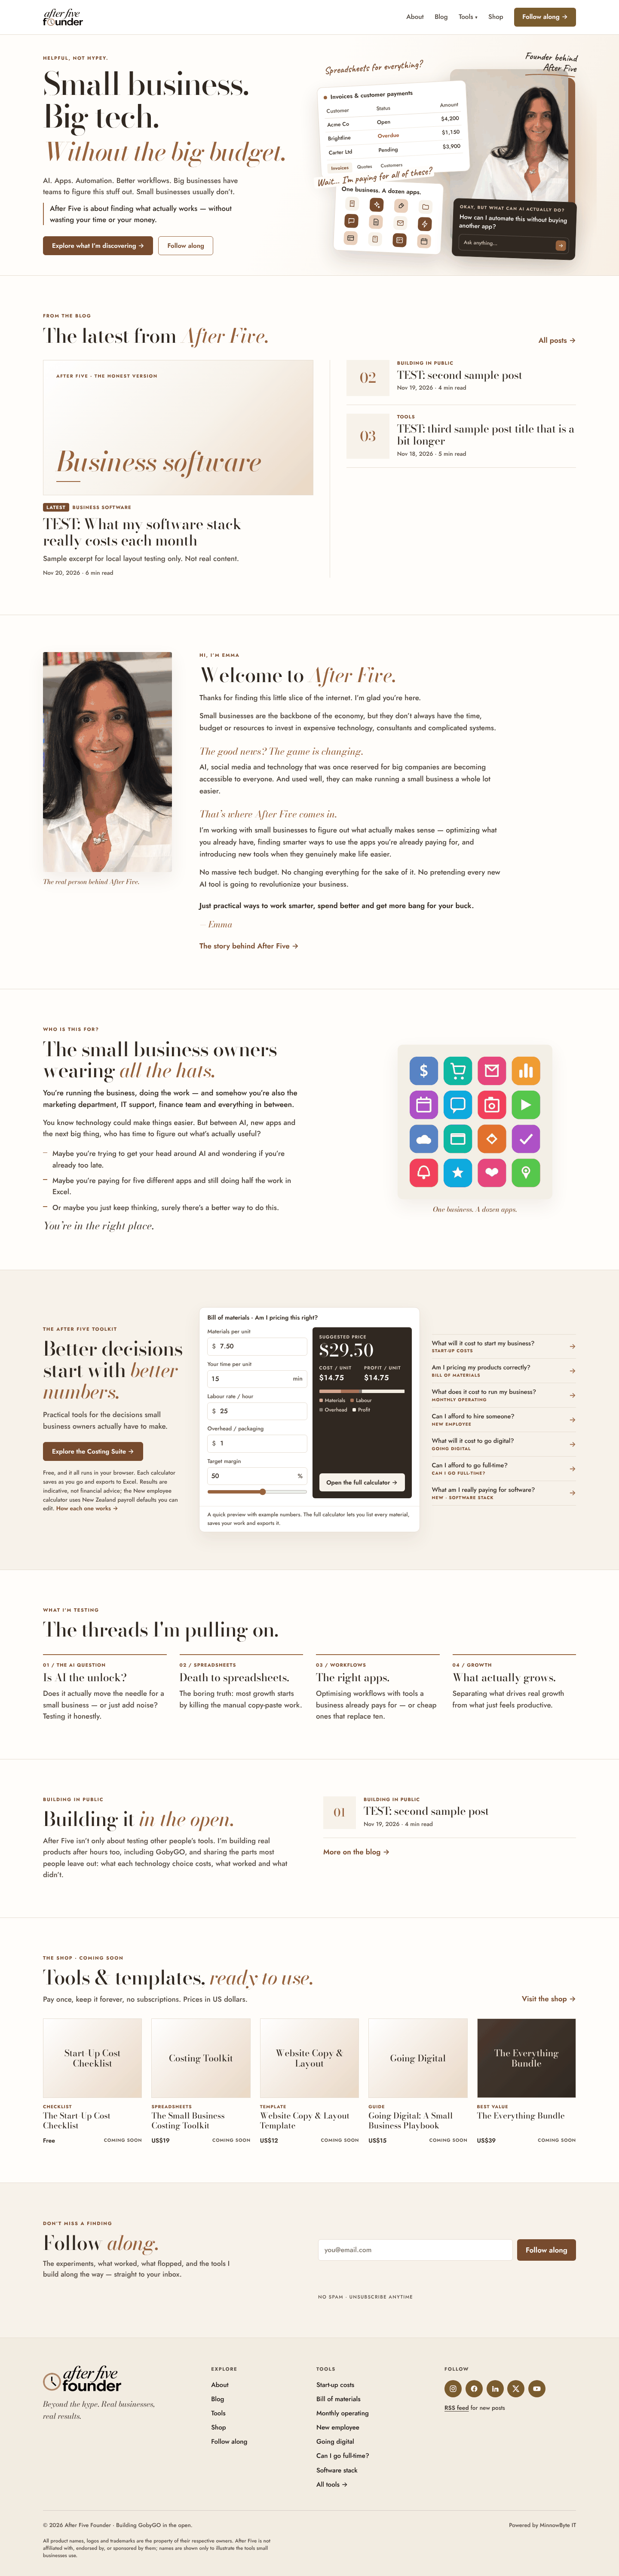 after five
founder
About
Blog
Tools
Shop
Follow along →
HELPFUL, NOT HYPEY.
Small business.
Big tech.
Without the big budget.
AI. Apps. Automation. Better workflows. Big businesses have
teams to figure this stuff out. Small businesses usually don't.
After Five is about finding what actually works — without
wasting your time or your money.
Explore what I'm discovering →
Follow along
Spreadsheets for everything?
Founder behind
After Five
Invoices & customer payments
Customer Status Amount
Acme Co Open $4,200
Brightline Overdue $1,150
Carter Ltd Pending $3,900
Invoices Quotes Customers
Wait... I'm paying for all of these?
One business. A dozen apps.
OKAY, BUT WHAT CAN AI ACTUALLY DO?
How can I automate this without buying
another app?
Ask anything...
FROM THE BLOG
The latest from After Five.
All posts →
AFTER FIVE · THE HONEST VERSION
Business software
LATEST BUSINESS SOFTWARE
TEST: What my software stack
really costs each month
Sample excerpt for local layout testing only. Not real content.
Nov 20, 2026 · 6 min read
02
BUILDING IN PUBLIC
TEST: second sample post
Nov 19, 2026 · 4 min read
03
TOOLS
TEST: third sample post title that is a
bit longer
Nov 18, 2026 · 5 min read
HI, I'M EMMA
Welcome to After Five.
Thanks for finding this little slice of the internet. I'm glad you're here.
Small businesses are the backbone of the economy, but they don't always have the time,
budget or resources to invest in expensive technology, consultants and complicated systems.
The good news? The game is changing.
AI, social media and technology that was once reserved for big companies are becoming
accessible to everyone. And used well, they can make running a small business a whole lot
easier.
That's where After Five comes in.
I'm working with small businesses to figure out what actually makes sense — optimizing what
you already have, finding smarter ways to use the apps you're already paying for, and
introducing new tools when they genuinely make life easier.
No massive tech budget. No changing everything for the sake of it. No pretending every new
AI tool is going to revolutionize your business.
Just practical ways to work smarter, spend better and get more bang for your buck.
— Emma
The story behind After Five →
The real person behind After Five.
WHO IS THIS FOR?
The small business owners
wearing all the hats.
You're running the business, doing the work — and somehow you're also the
marketing department, IT support, finance team and everything in between.
You know technology could make things easier. But between AI, new apps and
the next big thing, who has time to figure out what's actually useful?
— Maybe you're trying to get your head around AI and wondering if you're
already too late.
— Maybe you're paying for five different apps and still doing half the work in
Excel.
— Or maybe you just keep thinking, surely there's a better way to do this.
You're in the right place.
$
One business. A dozen apps.
THE AFTER FIVE TOOLKIT
Better decisions
start with better
numbers.
Practical tools for the decisions small
business owners actually have to make.
Explore the Costing Suite →
Free, and it all runs in your browser. Each calculator
saves as you go and exports to Excel. Results are
indicative, not financial advice; the New employee
calculator uses New Zealand payroll defaults you can
edit. How each one works →
Bill of materials · Am I pricing this right?
Materials per unit
$ 7.50
Your time per unit
15 min
Labour rate / hour
$ 25
Overhead / packaging
$ 1
Target margin
50 %
SUGGESTED PRICE
$29.50
COST / UNIT PROFIT / UNIT
$14.75 $14.75
Materials Labour
Overhead Profit
Open the full calculator →
A quick preview with example numbers. The full calculator lets you list every material,
saves your work and exports it.
What will it cost to start my business?
START-UP COSTS
→
Am I pricing my products correctly?
BILL OF MATERIALS
→
What does it cost to run my business?
MONTHLY OPERATING
→
Can I afford to hire someone?
NEW EMPLOYEE
→
What will it cost to go digital?
GOING DIGITAL
→
Can I afford to go full-time?
CAN I GO FULL-TIME?
→
What am I really paying for software?
NEW · SOFTWARE STACK
→
WHAT I'M TESTING
The threads I'm pulling on.
01 / THE AI QUESTION
Is AI the unlock?
Does it actually move the needle for a
small business — or just add noise?
Testing it honestly.
02 / SPREADSHEETS
Death to spreadsheets.
The boring truth: most growth starts
by killing the manual copy-paste work.
03 / WORKFLOWS
The right apps.
Optimising workflows with tools a
business already pays for — or cheap
ones that replace ten.
04 / GROWTH
What actually grows.
Separating what drives real growth
from what just feels productive.
BUILDING IN PUBLIC
Building it in the open.
After Five isn't only about testing other people's tools. I'm building real
products after hours too, including GobyGO, and sharing the parts most
people leave out: what each technology choice costs, what worked and what
didn't.
01
BUILDING IN PUBLIC
TEST: second sample post
Nov 19, 2026 · 4 min read
More on the blog →
THE SHOP · COMING SOON
Tools & templates, ready to use.
Pay once, keep it forever, no subscriptions. Prices in US dollars.
Visit the shop →
Start-Up Cost
Checklist
CHECKLIST
The Start-Up Cost
Checklist
Free COMING SOON
Costing Toolkit
SPREADSHEETS
The Small Business
Costing Toolkit
US$19 COMING SOON
Website Copy &
Layout
TEMPLATE
Website Copy & Layout
Template
US$12 COMING SOON
Going Digital
GUIDE
Going Digital: A Small
Business Playbook
US$15 COMING SOON
The Everything
Bundle
BEST VALUE
The Everything Bundle
US$39 COMING SOON
DON'T MISS A FINDING
Follow along.
The experiments, what worked, what flopped, and the tools I
build along the way — straight to your inbox.
you@email.com
Follow along
NO SPAM · UNSUBSCRIBE ANYTIME
after five
founder
Beyond the hype. Real businesses,
real results.
EXPLORE
About
Blog
Tools
Shop
Follow along
TOOLS
Start-up costs
Bill of materials
Monthly operating
New employee
Going digital
Can I go full-time?
Software stack
All tools →
FOLLOW
RSS feed for new posts
© 2026 After Five Founder · Building GobyGO in the open.
Powered by MinnowByte IT
All product names, logos and trademarks are the property of their respective owners. After Five is not
affiliated with, endorsed by, or sponsored by them; names are shown only to illustrate the tools small
businesses use.